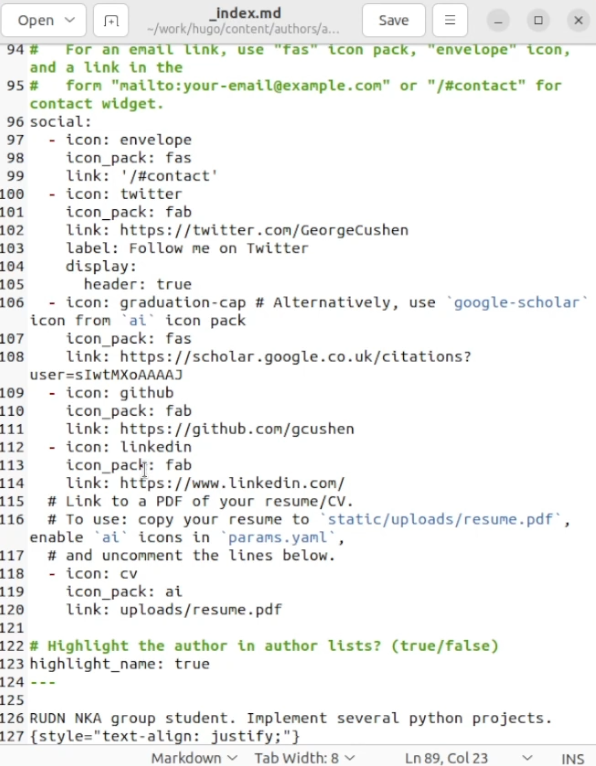 Open
_index.md
~/work/hugo/content/authors/a...
Save
94 #   For an email link, use "fas" icon pack, "envelope" icon,
and a link in the
95 #   form "mailto:your-email@example.com" or "/#contact" for
contact widget.
96 social:
97   - icon: envelope
98     icon_pack: fas
99     link: '/#contact'
100   - icon: twitter
101     icon_pack: fab
102     link: https://twitter.com/GeorgeCushen
103     label: Follow me on Twitter
104     display:
105       header: true
106   - icon: graduation-cap # Alternatively, use `google-scholar`
icon from `ai` icon pack
107     icon_pack: fas
108     link: https://scholar.google.co.uk/citations?
user=sIwtMXoAAAAJ
109   - icon: github
110     icon_pack: fab
111     link: https://github.com/gcushen
112   - icon: linkedin
113     icon_pack: fab
114     link: https://www.linkedin.com/
115   # Link to a PDF of your resume/CV.
116   # To use: copy your resume to `static/uploads/resume.pdf`,
enable `ai` icons in `params.yaml`,
117   # and uncomment the lines below.
118   - icon: cv
119     icon_pack: ai
120     link: uploads/resume.pdf
121
122 # Highlight the author in author lists? (true/false)
123 highlight_name: true
124 ---
125
126 RUDN NKA group student. Implement several python projects.
127 {style="text-align: justify;"}
Markdown   Tab Width: 8   Ln 89, Col 23   INS